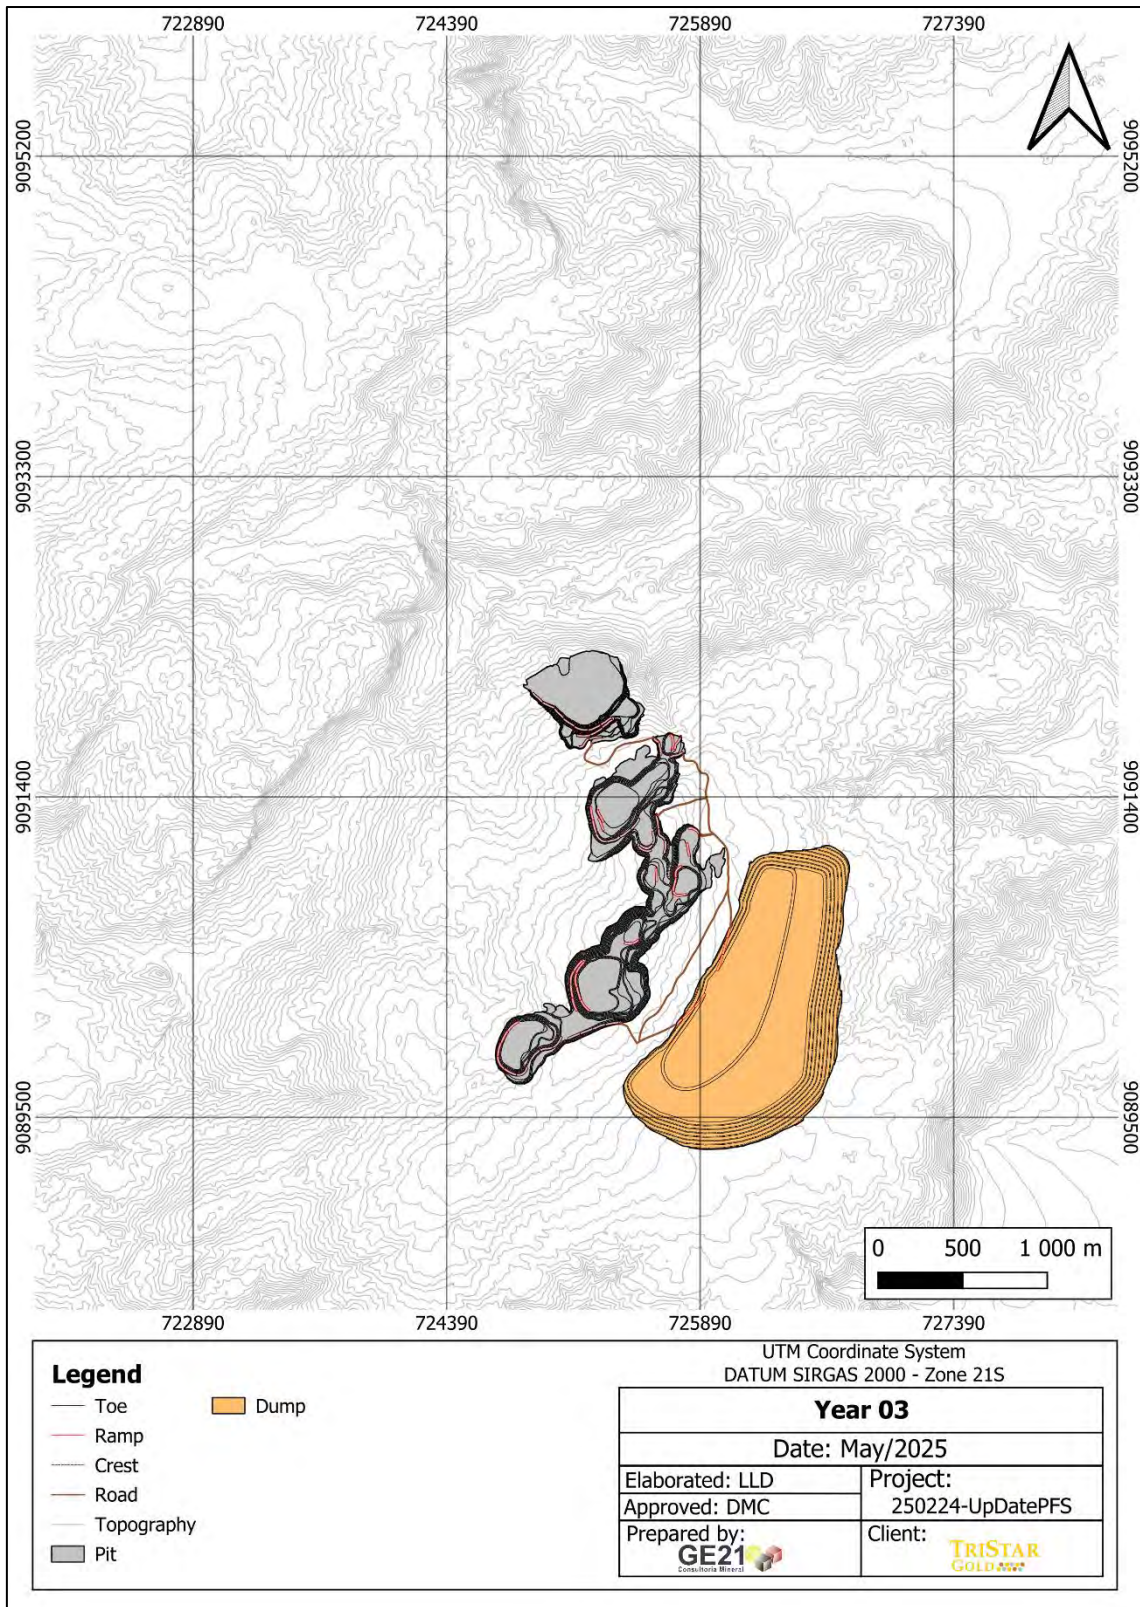 722890 724390 725890 727390
9095200 9095200
9093300 9093300
9091400 9091400
9089500 9089500
0 500 1 000 m
722890 724390 725890 727390
Legend
Toe
Ramp
Crest
Road
Topography
Pit
Dump
UTM Coordinate System
DATUM SIRGAS 2000 - Zone 21S
Year 03
Date: May/2025
Elaborated: LLD
Approved: DMC
Project:
250224-UpDatePFS
Prepared by:
GE21
Consultoria Mineral
Client:
TRISTAR
GOLD